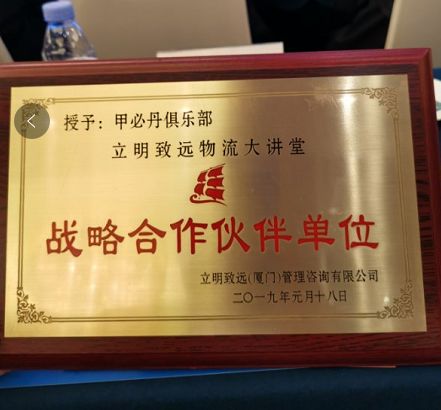 授予：甲必丹俱乐部
立明致远物流大讲堂
战略合作伙伴单位
立明致远(厦门)管理咨询有限公司
二〇一九年元月十八日